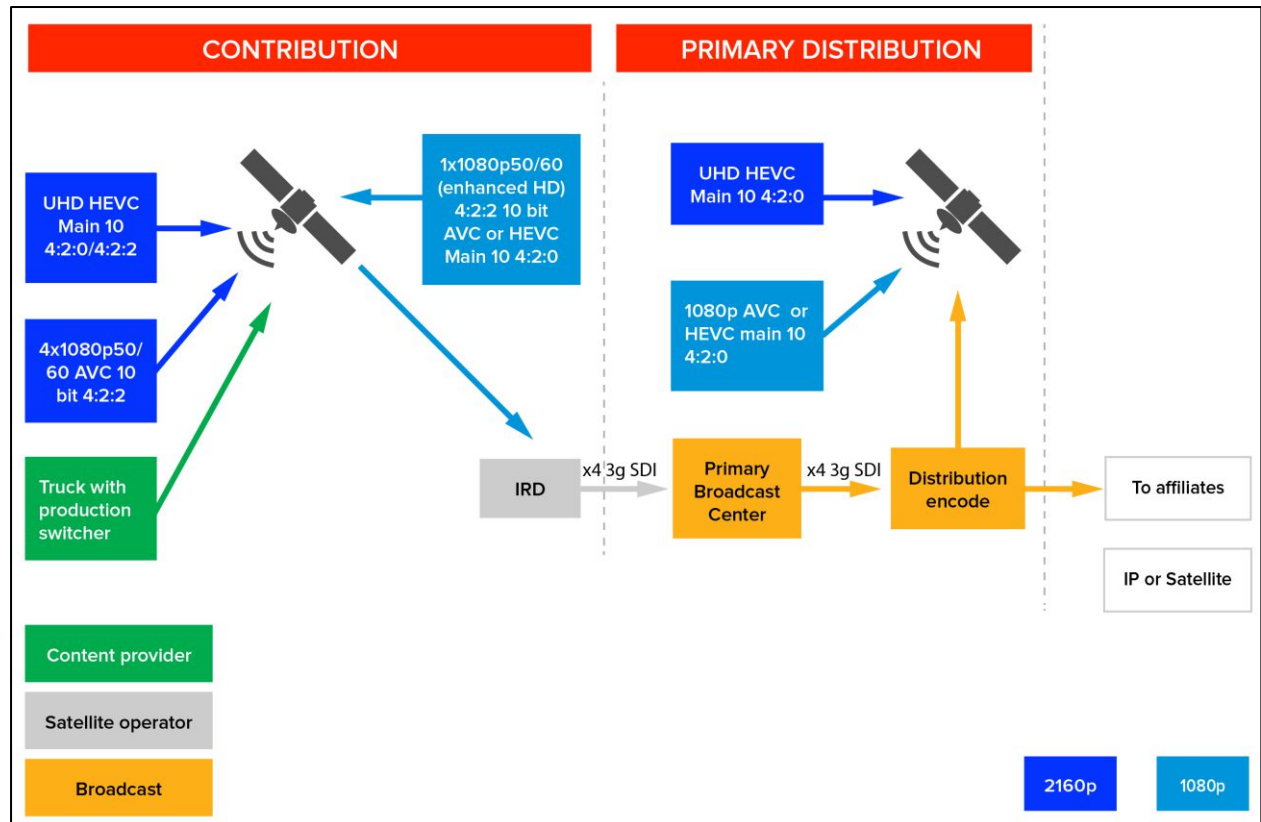 CONTRIBUTION
PRIMARY DISTRIBUTION
UHD HEVC
Main 10
4:2:0/4:2:2
1x1080p50/60
(enhanced HD)
4:2:2 10 bit
AVC or HEVC
Main 10 4:2:0
4x1080p50/
60 AVC 10
bit 4:2:2
Truck with
production
switcher
UHD HEVC
Main 10 4:2:0
1080p AVC or
HEVC main 10
4:2:0
IRD
x4 3g SDI
Primary
Broadcast
Center
x4 3g SDI
Distribution
encode
To affiliates
IP or Satellite
Content provider
Satellite operator
Broadcast
2160p
1080p